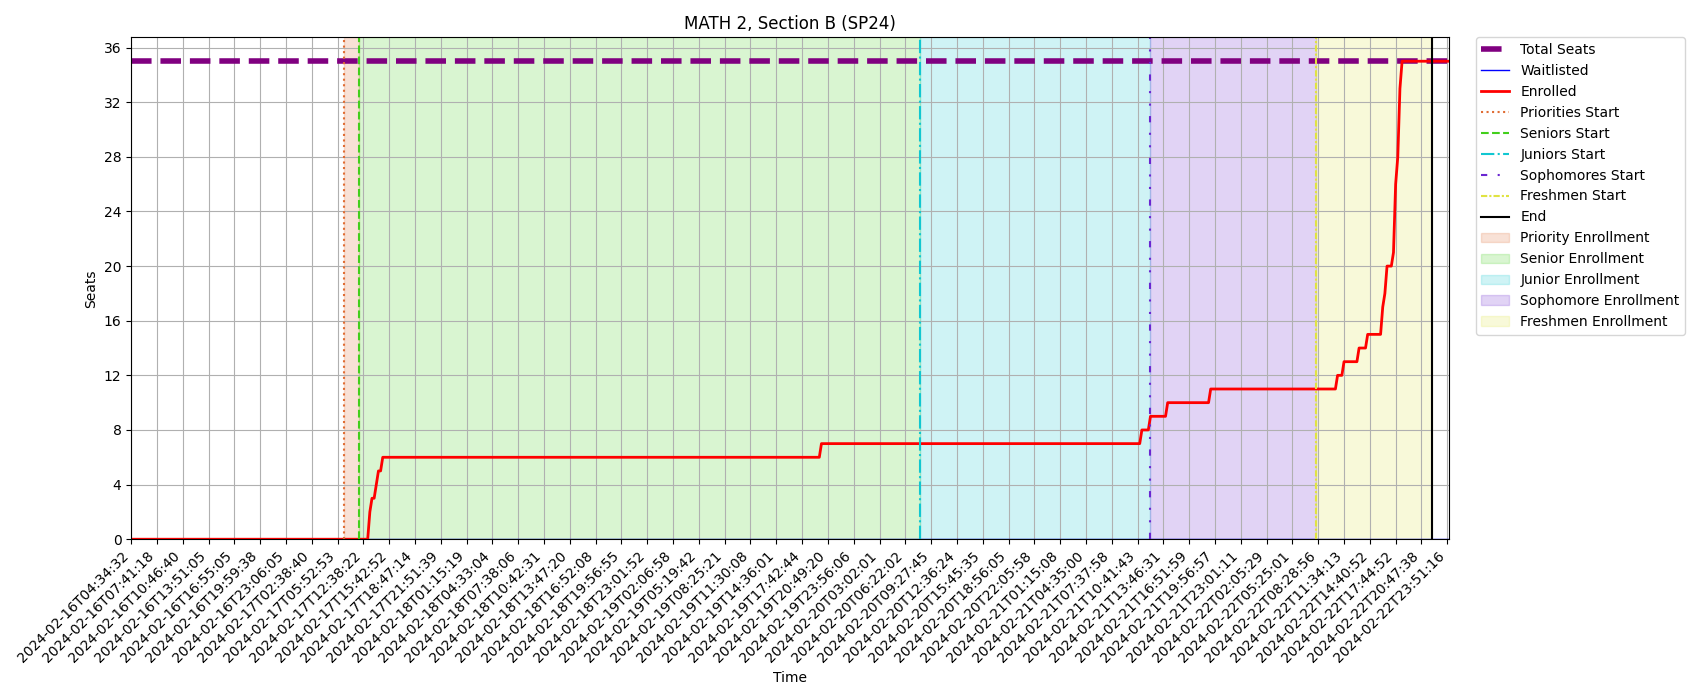 MATH 2, Section B (SP24)
Seats
36
32
28
24
20
16
12
8
4
0
2024-02-16T04:34:32
2024-02-16T07:41:18
2024-02-16T10:46:40
2024-02-16T13:51:05
2024-02-16T16:55:05
2024-02-16T19:59:38
2024-02-16T23:06:05
2024-02-17T02:38:40
2024-02-17T05:52:53
2024-02-17T12:38:22
2024-02-17T15:42:52
2024-02-17T18:47:14
2024-02-17T21:51:39
2024-02-18T01:15:19
2024-02-18T04:33:04
2024-02-18T07:38:06
2024-02-18T10:42:31
2024-02-18T13:47:20
2024-02-18T16:52:08
2024-02-18T19:56:55
2024-02-18T23:01:52
2024-02-19T02:06:58
2024-02-19T05:19:42
2024-02-19T08:25:21
2024-02-19T11:30:08
2024-02-19T14:36:01
2024-02-19T17:42:44
2024-02-19T20:49:20
2024-02-19T23:56:06
2024-02-20T03:02:01
2024-02-20T06:22:02
2024-02-20T09:27:45
2024-02-20T12:36:24
2024-02-20T15:45:35
2024-02-20T18:56:05
2024-02-20T22:05:58
2024-02-21T01:15:08
2024-02-21T04:35:00
2024-02-21T07:37:58
2024-02-21T10:41:43
2024-02-21T13:46:31
2024-02-21T16:51:59
2024-02-21T19:56:57
2024-02-21T23:01:11
2024-02-22T02:05:29
2024-02-22T05:25:01
2024-02-22T08:28:56
2024-02-22T11:34:13
2024-02-22T14:40:52
2024-02-22T17:44:52
2024-02-22T20:47:38
2024-02-22T23:51:16
Time
Total Seats
Waitlisted
Enrolled
Priorities Start
Seniors Start
Juniors Start
Sophomores Start
Freshmen Start
End
Priority Enrollment
Senior Enrollment
Junior Enrollment
Sophomore Enrollment
Freshmen Enrollment